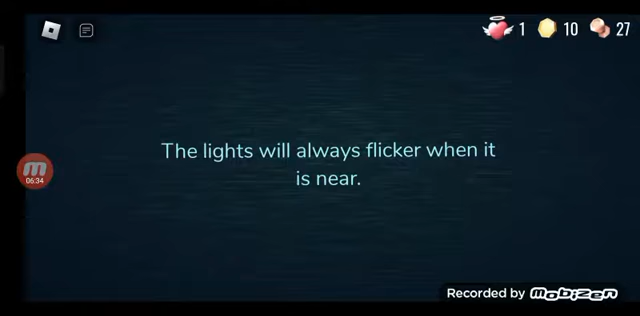 1 10 27
The lights will always flicker when it
is near.
06:34
Recorded by Mobizen